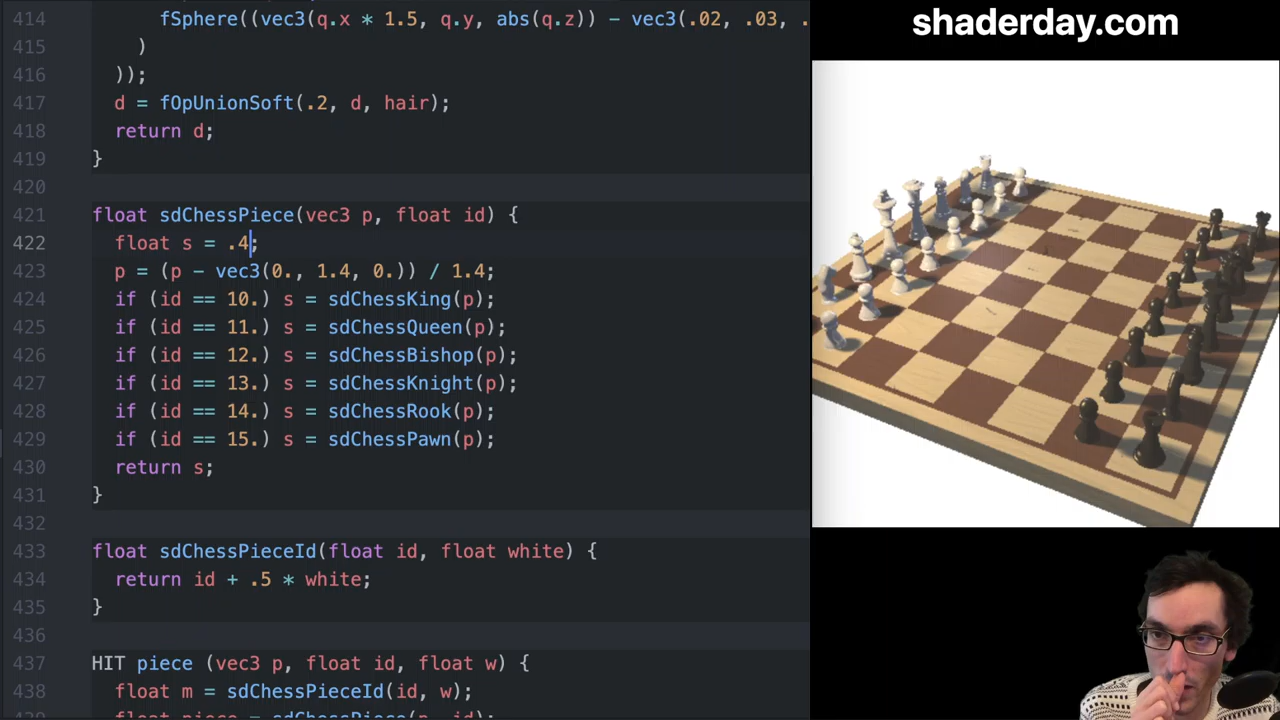 shaderday.com
414 fSphere((vec3(q.x * 1.5, q.y, abs(q.z)) - vec3(.02, .03, .
415 )
416 ));
417 d = fOpUnionSoft(.2, d, hair);
418 return d;
419 }
420
421 float sdChessPiece(vec3 p, float id) {
422 float s = .4;
423 p = (p - vec3(0., 1.4, 0.)) / 1.4;
424 if (id == 10.) s = sdChessKing(p);
425 if (id == 11.) s = sdChessQueen(p);
426 if (id == 12.) s = sdChessBishop(p);
427 if (id == 13.) s = sdChessKnight(p);
428 if (id == 14.) s = sdChessRook(p);
429 if (id == 15.) s = sdChessPawn(p);
430 return s;
431 }
432
433 float sdChessPieceId(float id, float white) {
434 return id + .5 * white;
435 }
436
437 HIT piece (vec3 p, float id, float w) {
438 float m = sdChessPieceId(id, w);
float piece = sdChessPiece(p, id);